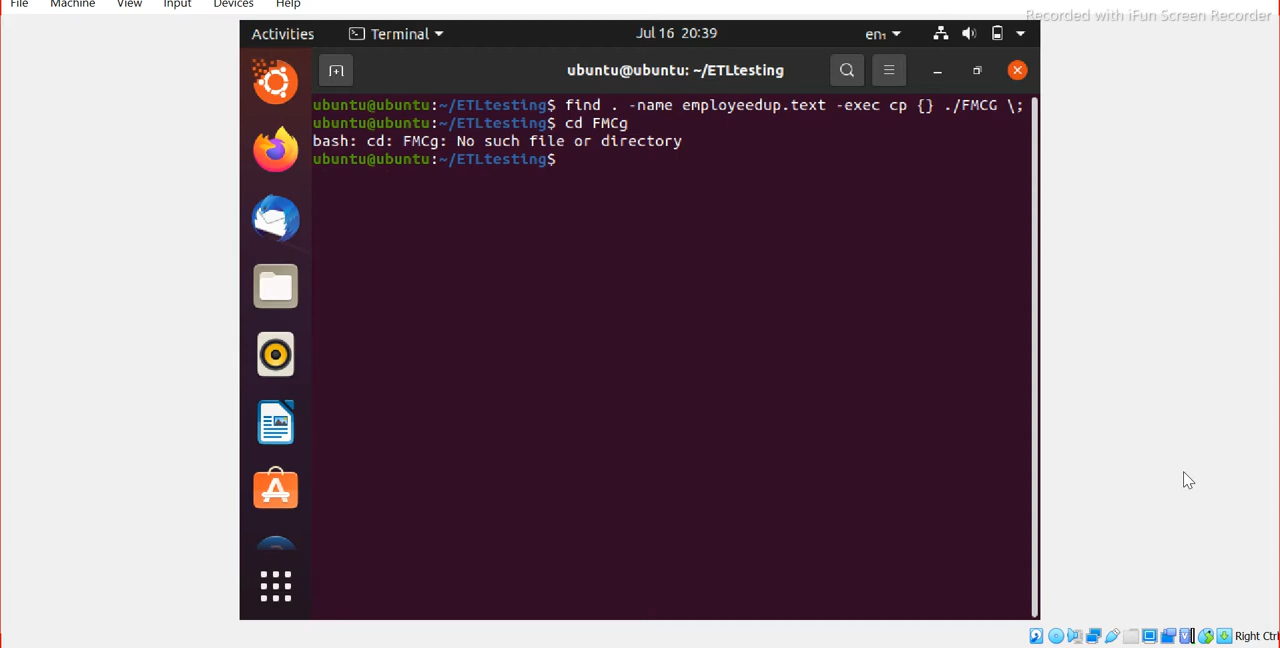 File Machine View Input Devices Help
Recorded with iFun Screen Recorder
Activities Terminal Jul 16 20:39 en₁
ubuntu@ubuntu: ~/ETLtesting
ubuntu@ubuntu:~/ETLtesting$ find . -name employeedup.text -exec cp {} ./FMCG \;
ubuntu@ubuntu:~/ETLtesting$ cd FMCg
bash: cd: FMCg: No such file or directory
ubuntu@ubuntu:~/ETLtesting$
Right Ctrl